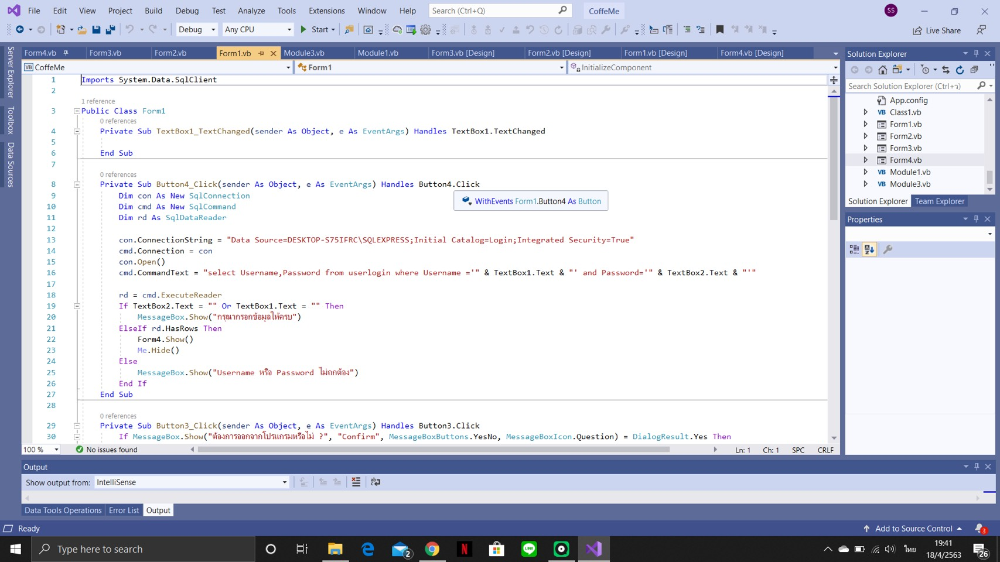 File Edit View Project Build Debug Test Analyze Tools Extensions Window Help Search (Ctrl+Q) CoffeMe SS
Debug Any CPU Start Live Share
Form4.vb Form3.vb Form2.vb Form1.vb Module3.vb Module1.vb Form3.vb [Design] Form2.vb [Design] Form1.vb [Design] Form4.vb [Design]
VB CoffeMe Form1 InitializeComponent
Server Explorer
Toolbox
Data Sources
1 Imports System.Data.SqlClient
2
1 reference
3 Public Class Form1
0 references
4 Private Sub TextBox1_TextChanged(sender As Object, e As EventArgs) Handles TextBox1.TextChanged
5
6 End Sub
7
0 references
8 Private Sub Button4_Click(sender As Object, e As EventArgs) Handles Button4.Click
9 Dim con As New SqlConnection
WithEvents Form1.Button4 As Button
10 Dim cmd As New SqlCommand
11 Dim rd As SqlDataReader
12
13 con.ConnectionString = "Data Source=DESKTOP-S75IFRC\SQLEXPRESS;Initial Catalog=Login;Integrated Security=True"
14 cmd.Connection = con
15 con.Open()
16 cmd.CommandText = "select Username,Password from userlogin where Username ='" & TextBox1.Text & "' and Password='" & TextBox2.Text & "'"
17
18 rd = cmd.ExecuteReader
19 If TextBox2.Text = "" Or TextBox1.Text = "" Then
20 MessageBox.Show("กรุณากรอกข้อมูลให้ครบ")
21 ElseIf rd.HasRows Then
22 Form4.Show()
23 Me.Hide()
24 Else
25 MessageBox.Show("Username หรือ Password ไม่ถูกต้อง")
26 End If
27 End Sub
28
0 references
29 Private Sub Button3_Click(sender As Object, e As EventArgs) Handles Button3.Click
30 If MessageBox.Show("ต้องการออกจากโปรแกรมหรือไม่ ?", "Confirm", MessageBoxButtons.YesNo, MessageBoxIcon.Question) = DialogResult.Yes Then
100 % No issues found Ln: 1 Ch: 1 SPC CRLF
Solution Explorer
Search Solution Explorer (Ctrl+ว)
App.config
VB Class1.vb
Form1.vb
Form2.vb
Form3.vb
Form4.vb
VB Module1.vb
VB Module3.vb
Solution Explorer Team Explorer
Properties
Output
Show output from: IntelliSense
Data Tools Operations Error List Output
Ready Add to Source Control 3
Type here to search 2 N LINE ไทย 19:41
18/4/2563 26